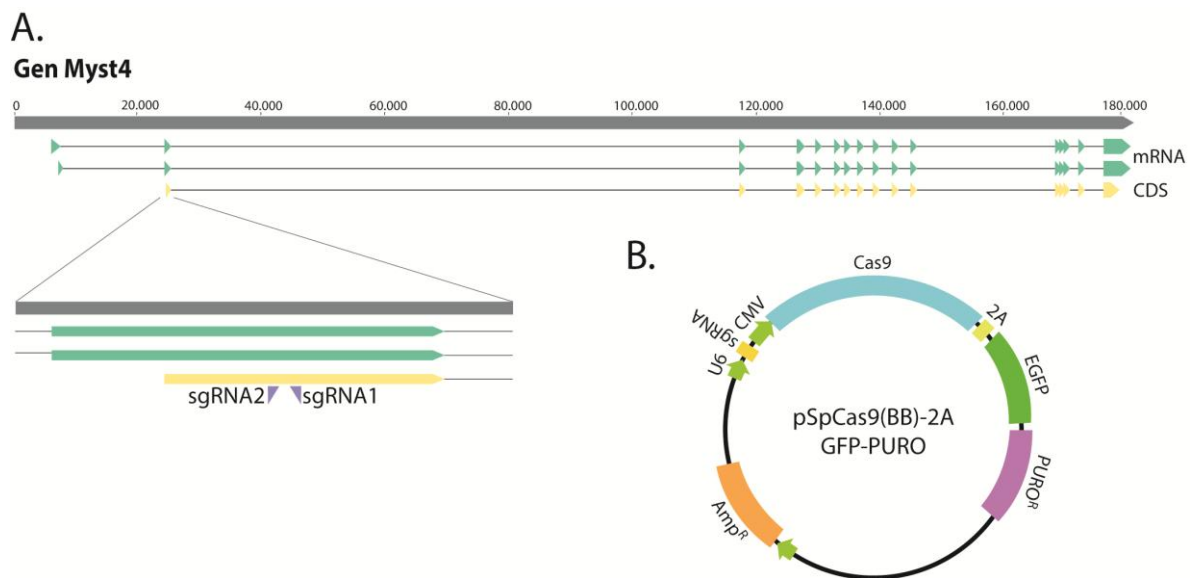 A.
Gen Myst4
0 20.000 40.000 60.000 80.000 100.000 120.000 140.000 160.000 180.000
mRNA
CDS
sgRNA2 sgRNA1
B.
Cas9
2A
EGFP
PUROᴿ
Ampᴿ
U6
sgRNA
CMV
pSpCas9(BB)-2A
GFP-PURO